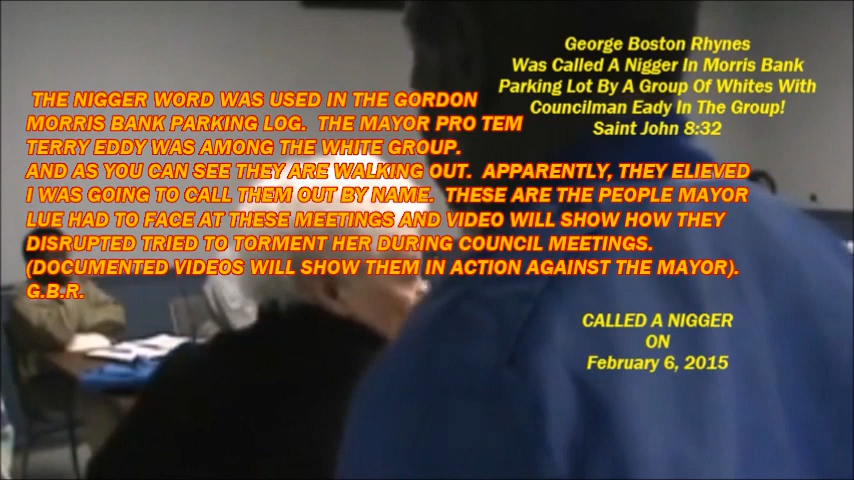 George Boston Rhynes
Was Called A Nigger In Morris Bank
Parking Lot By A Group Of Whites With
Councilman Eady In The Group!
Saint John 8:32
THE NIGGER WORD WAS USED IN THE GORDON
MORRIS BANK PARKING LOG. THE MAYOR PRO TEM
TERRY EDDY WAS AMONG THE WHITE GROUP.
AND AS YOU CAN SEE THEY ARE WALKING OUT. APPARENTLY, THEY ELIEVED
I WAS GOING TO CALL THEM OUT BY NAME. THESE ARE THE PEOPLE MAYOR
LUE HAD TO FACE AT THESE MEETINGS AND VIDEO WILL SHOW HOW THEY
DISRUPTED TRIED TO TORMENT HER DURING COUNCIL MEETINGS.
(DOCUMENTED VIDEOS WILL SHOW THEM IN ACTION AGAINST THE MAYOR).
G.B.R.
CALLED A NIGGER
ON
February 6, 2015